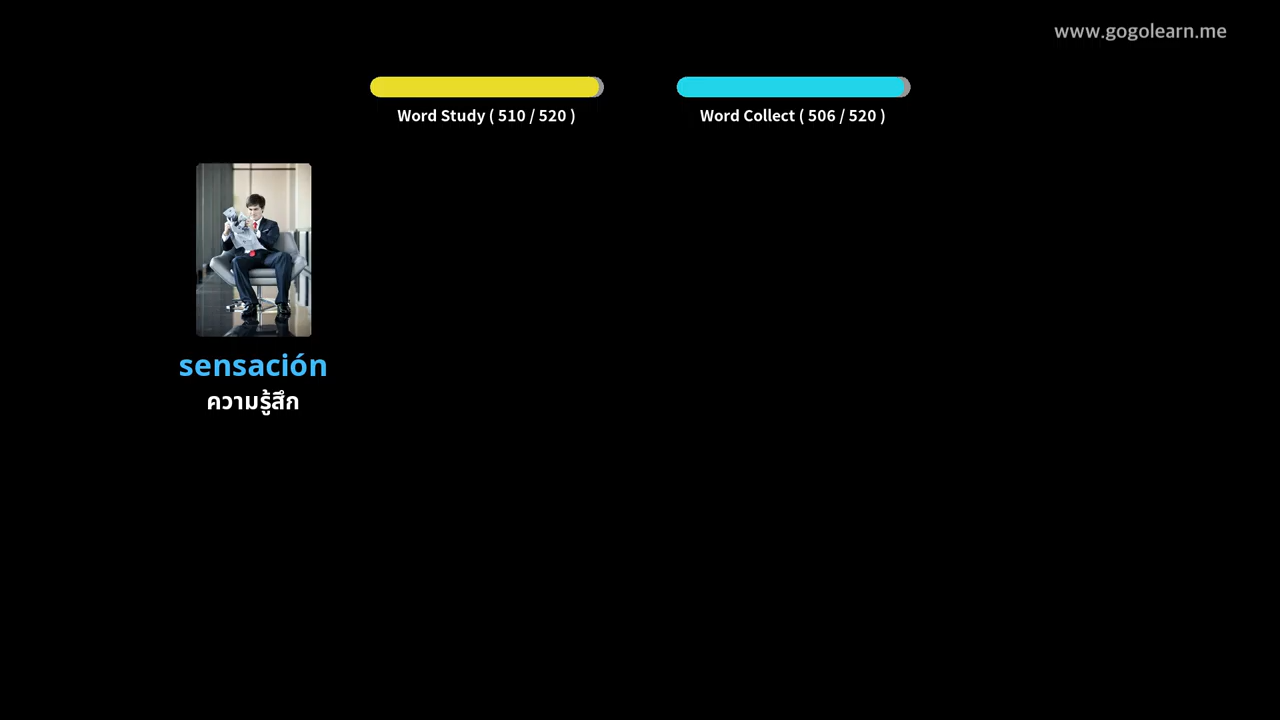 www.gogolearn.me
Word Study ( 510 / 520 )
Word Collect ( 506 / 520 )
sensación
ความรู้สึก